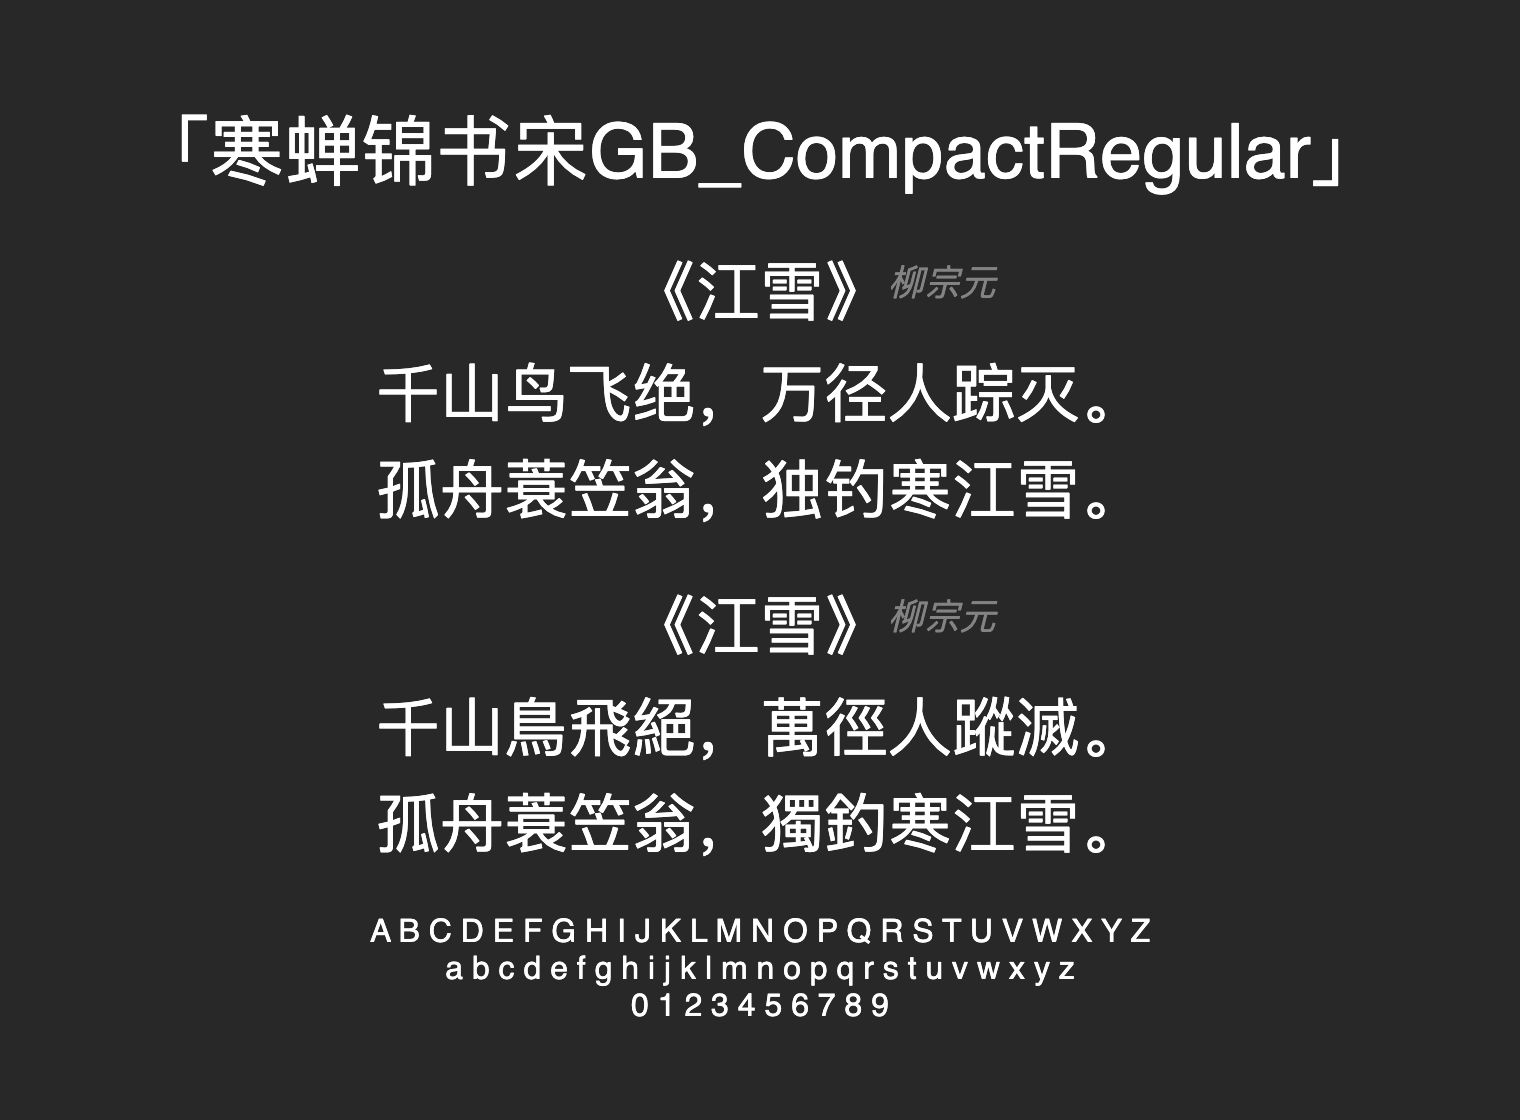 「寒蝉锦书宋GB_CompactRegular」
《江雪》柳宗元
千山鸟飞绝，万径人踪灭。
孤舟蓑笠翁，独钓寒江雪。
《江雪》柳宗元
千山鳥飛絕，萬徑人蹤滅。
孤舟蓑笠翁，獨釣寒江雪。
A B C D E F G H I J K L M N O P Q R S T U V W X Y Z
a b c d e f g h i j k l m n o p q r s t u v w x y z
0 1 2 3 4 5 6 7 8 9